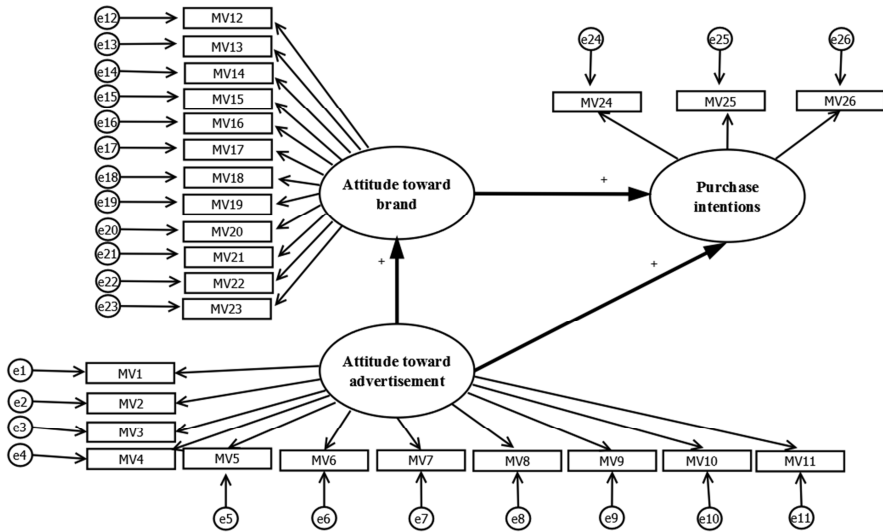 e12
MV12
e13
MV13
e14
MV14
e15
MV15
e16
MV16
e17
MV17
e18
MV18
e19
MV19
e20
MV20
e21
MV21
e22
MV22
e23
MV23
e24
e25
e26
MV24
MV25
MV26
Attitude toward
brand
+
Purchase
intentions
+
+
Attitude toward
advertisement
e1
MV1
e2
MV2
e3
MV3
e4
MV4
MV5
MV6
MV7
MV8
MV9
MV10
MV11
e5
e6
e7
e8
e9
e10
e11